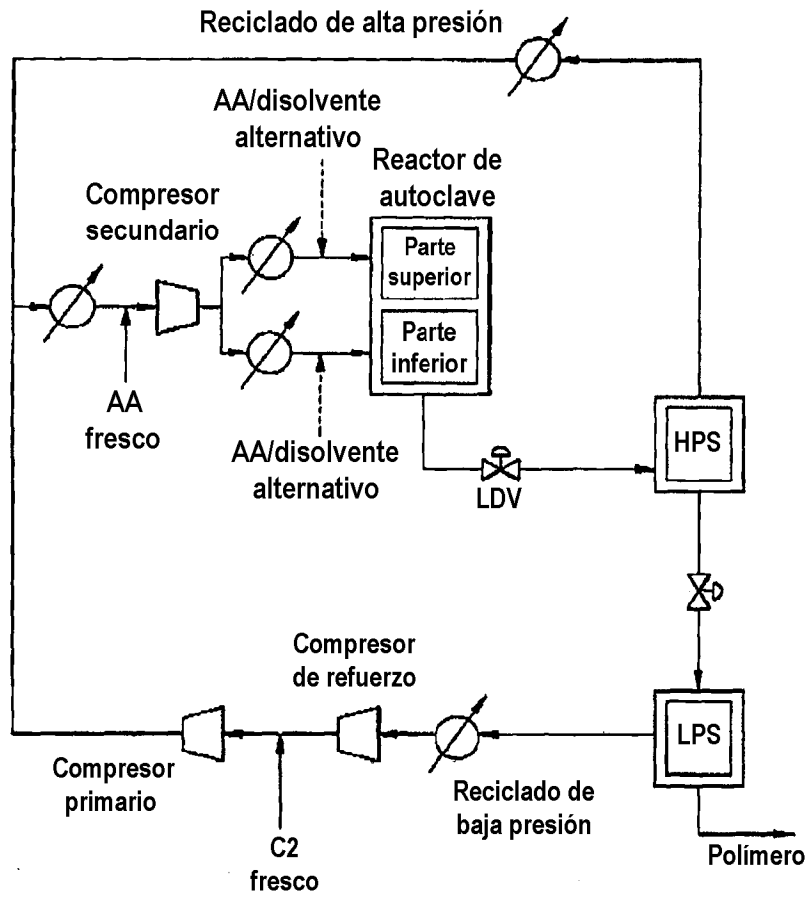 Reciclado de alta presión
AA/disolvente
alternativo
Reactor de
autoclave
Compresor
secundario
Parte
superior
Parte
inferior
AA
fresco
AA/disolvente
alternativo
LDV
HPS
Compresor
de refuerzo
LPS
Compresor
primario
Reciclado de
baja presión
C2
fresco
Polímero